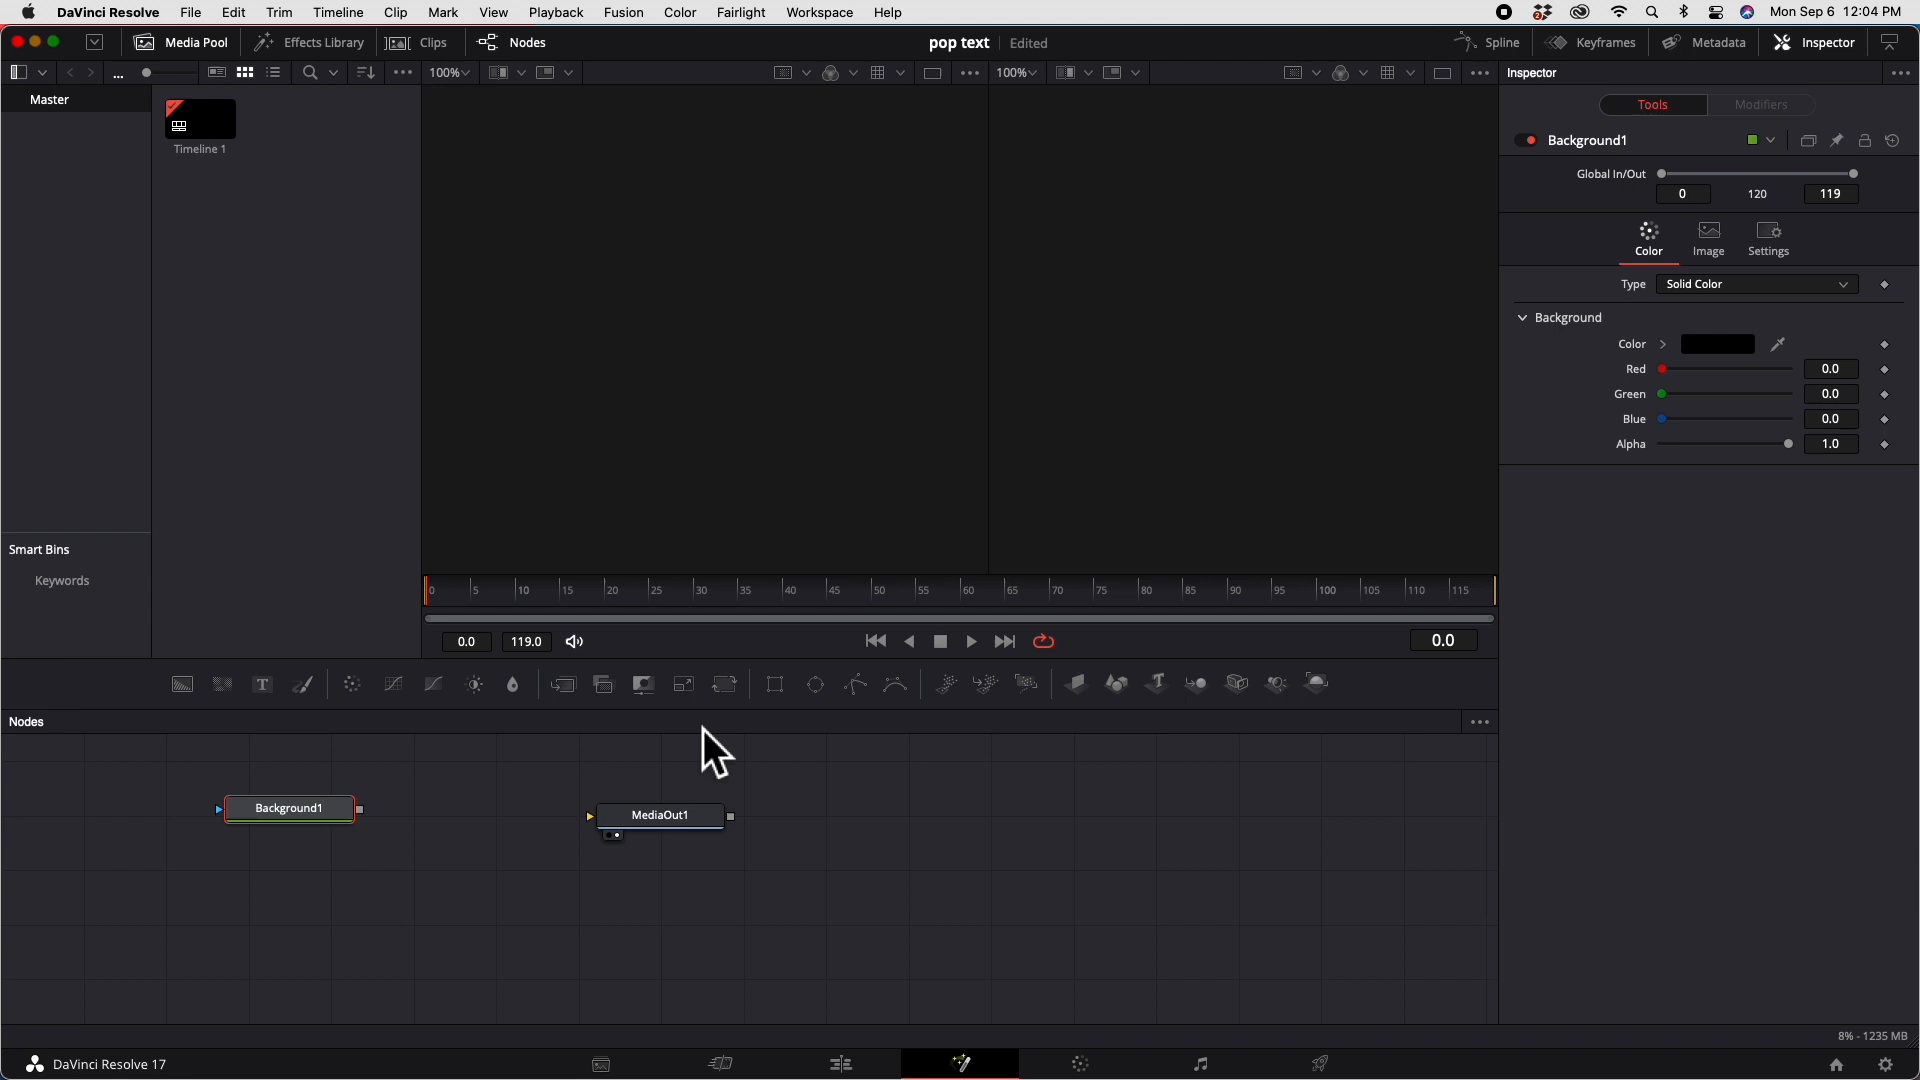 DaVinci Resolve File Edit Trim Timeline Clip Mark View Playback Fusion Color Fairlight Workspace Help Mon Sep 6 12:04 PM
Media Pool Effects Library Clips Nodes pop text Edited Spline Keyframes Metadata Inspector
... 100% 100% Inspector
Master
Timeline 1
Tools Modifiers
Background1
Global In/Out
0 120 119
Color Image Settings
Type Solid Color
Background
Color
Red 0.0
Green 0.0
Blue 0.0
Alpha 1.0
Smart Bins
Keywords
0 5 10 15 20 25 30 35 40 45 50 55 60 65 70 75 80 85 90 95 100 105 110 115
0.0 119.0 0.0
Nodes
Background1
MediaOut1
8% - 1235 MB
DaVinci Resolve 17